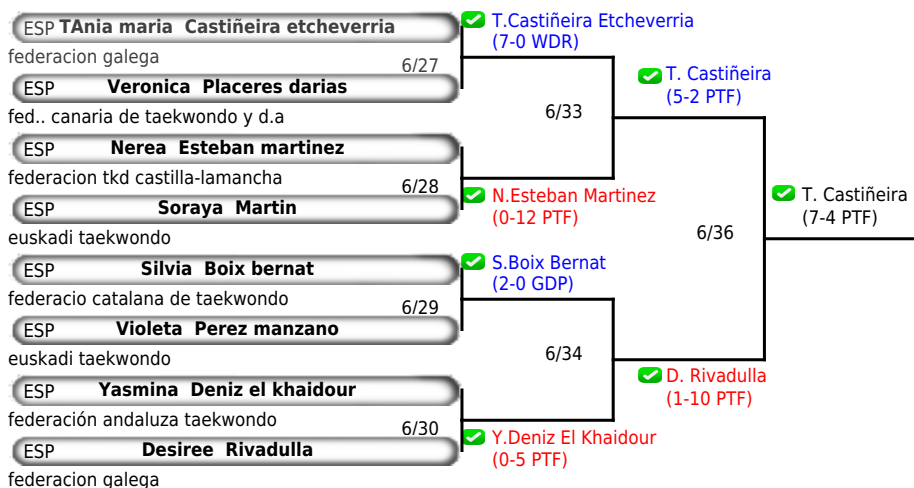 ESP TAnia maria Castiñeira etcheverria
federacion galega
6/27
ESP Veronica Placeres darias
fed.. canaria de taekwondo y d.a
ESP Nerea Esteban martinez
federacion tkd castilla-lamancha
6/28
ESP Soraya Martin
euskadi taekwondo
ESP Silvia Boix bernat
federacio catalana de taekwondo
6/29
ESP Violeta Perez manzano
euskadi taekwondo
ESP Yasmina Deniz el khaidour
federación andaluza taekwondo
6/30
ESP Desiree Rivadulla
federacion galega
T.Castiñeira Etcheverria
(7-0 WDR)
6/33
N.Esteban Martinez
(0-12 PTF)
S.Boix Bernat
(2-0 GDP)
6/34
Y.Deniz El Khaidour
(0-5 PTF)
T. Castiñeira
(5-2 PTF)
6/36
D. Rivadulla
(1-10 PTF)
T. Castiñeira
(7-4 PTF)